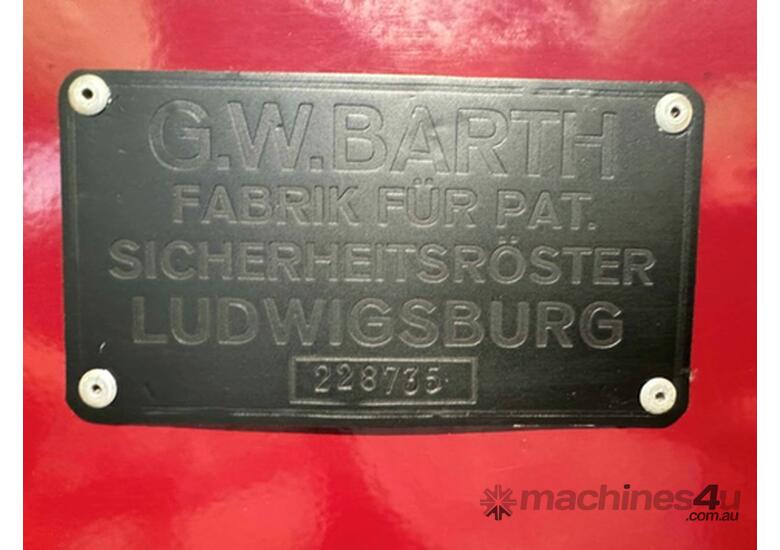 G.W.BARTH
FABRIK FÜR PAT.
SICHERHEITSRÖSTER
LUDWIGSBURG
228735
machines4u
.com.au